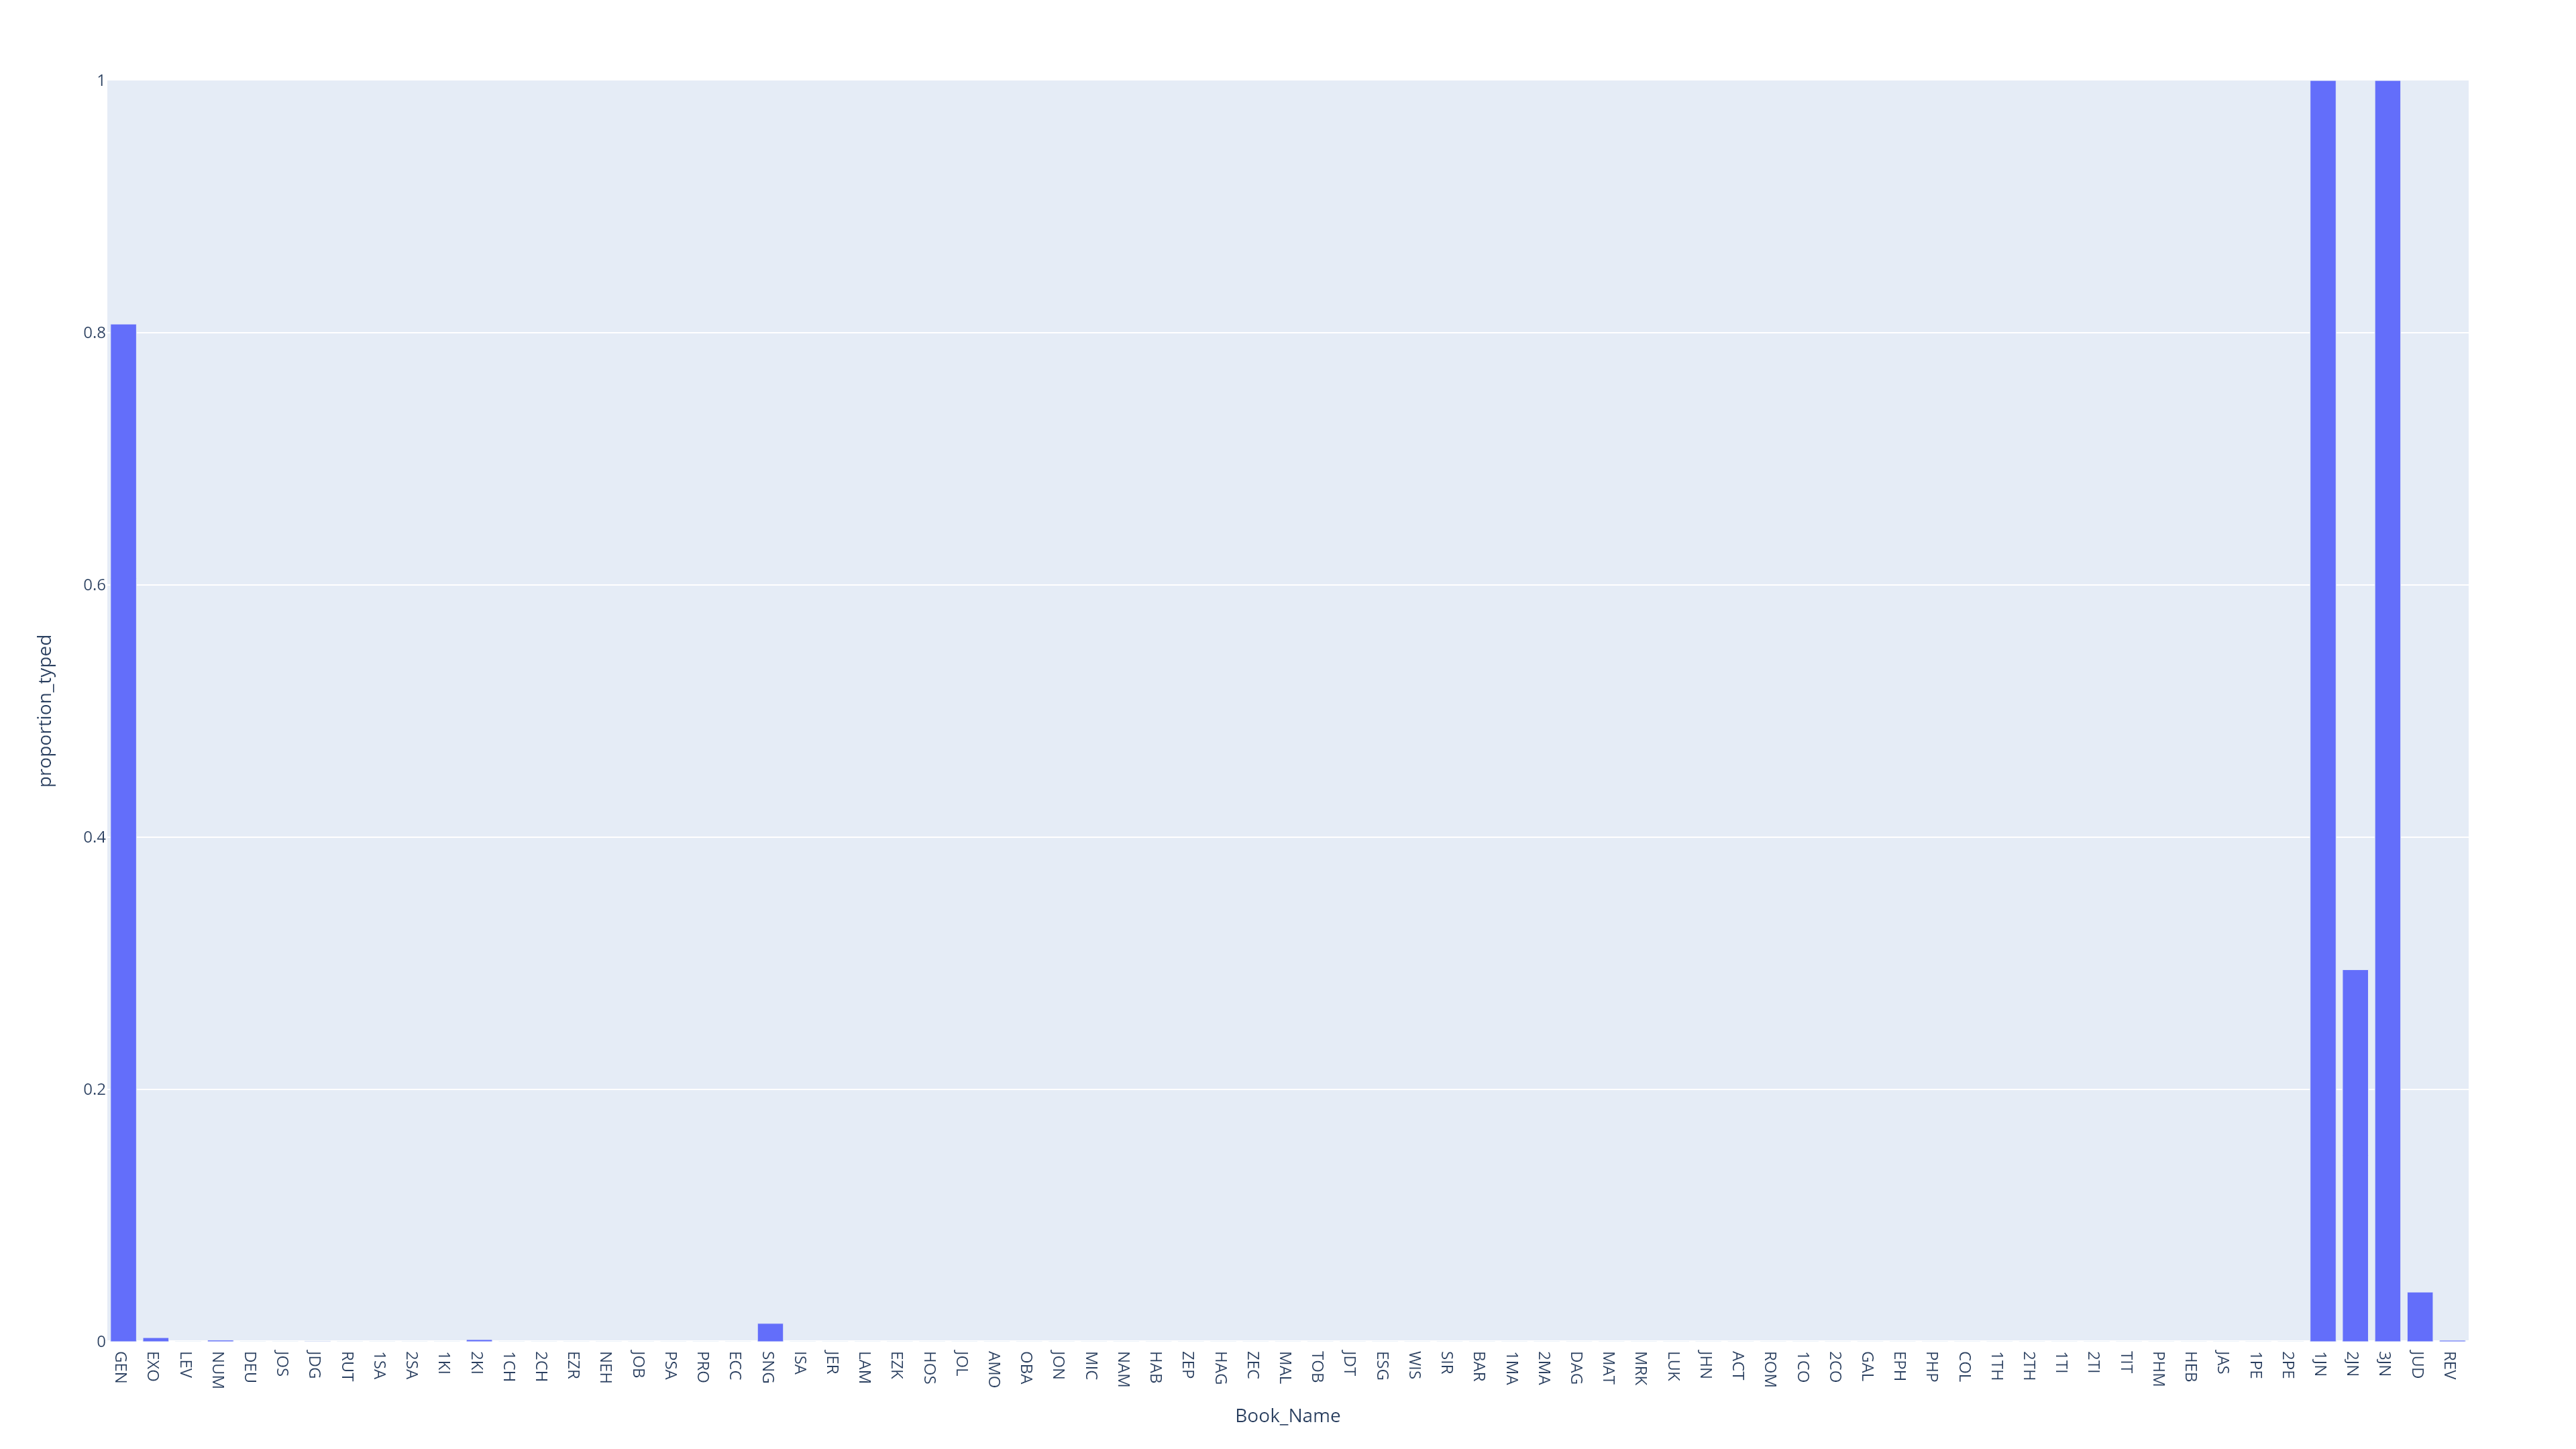 1
0.8
0.6
0.4
0.2
0
proportion_typed
GEN EXO LEV NUM DEU JOS JDG RUT 1SA 2SA 1KI 2KI 1CH 2CH EZR NEH JOB PSA PRO ECC SNG ISA JER LAM EZK HOS JOL AMO OBA JON MIC NAM HAB ZEP HAG ZEC MAL TOB JDT ESG WIS SIR BAR 1MA 2MA DAG MAT MRK LUK JHN ACT ROM 1CO 2CO GAL EPH PHP COL 1TH 2TH 1TI 2TI TIT PHM HEB JAS 1PE 2PE 1JN 2JN 3JN JUD REV
Book_Name